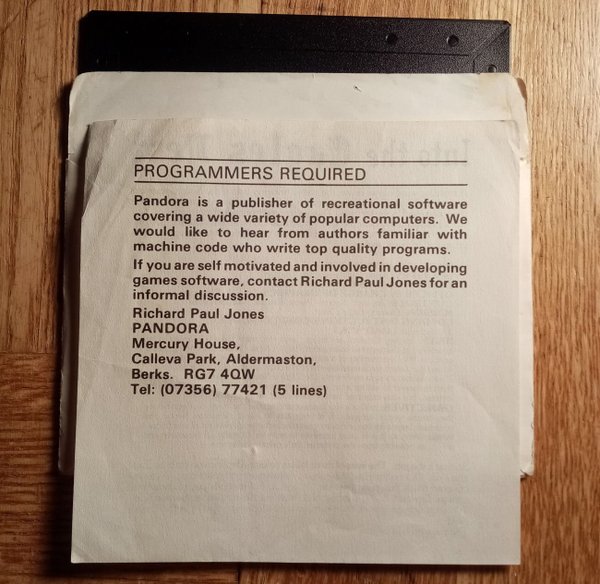 PROGRAMMERS REQUIRED
Pandora is a publisher of recreational software
covering a wide variety of popular computers. We
would like to hear from authors familiar with
machine code who write top quality programs.
If you are self motivated and involved in developing
games software, contact Richard Paul Jones for an
informal discussion.
Richard Paul Jones
PANDORA
Mercury House,
Calleva Park, Aldermaston,
Berks. RG7 4QW
Tel: (07356) 77421 (5 lines)